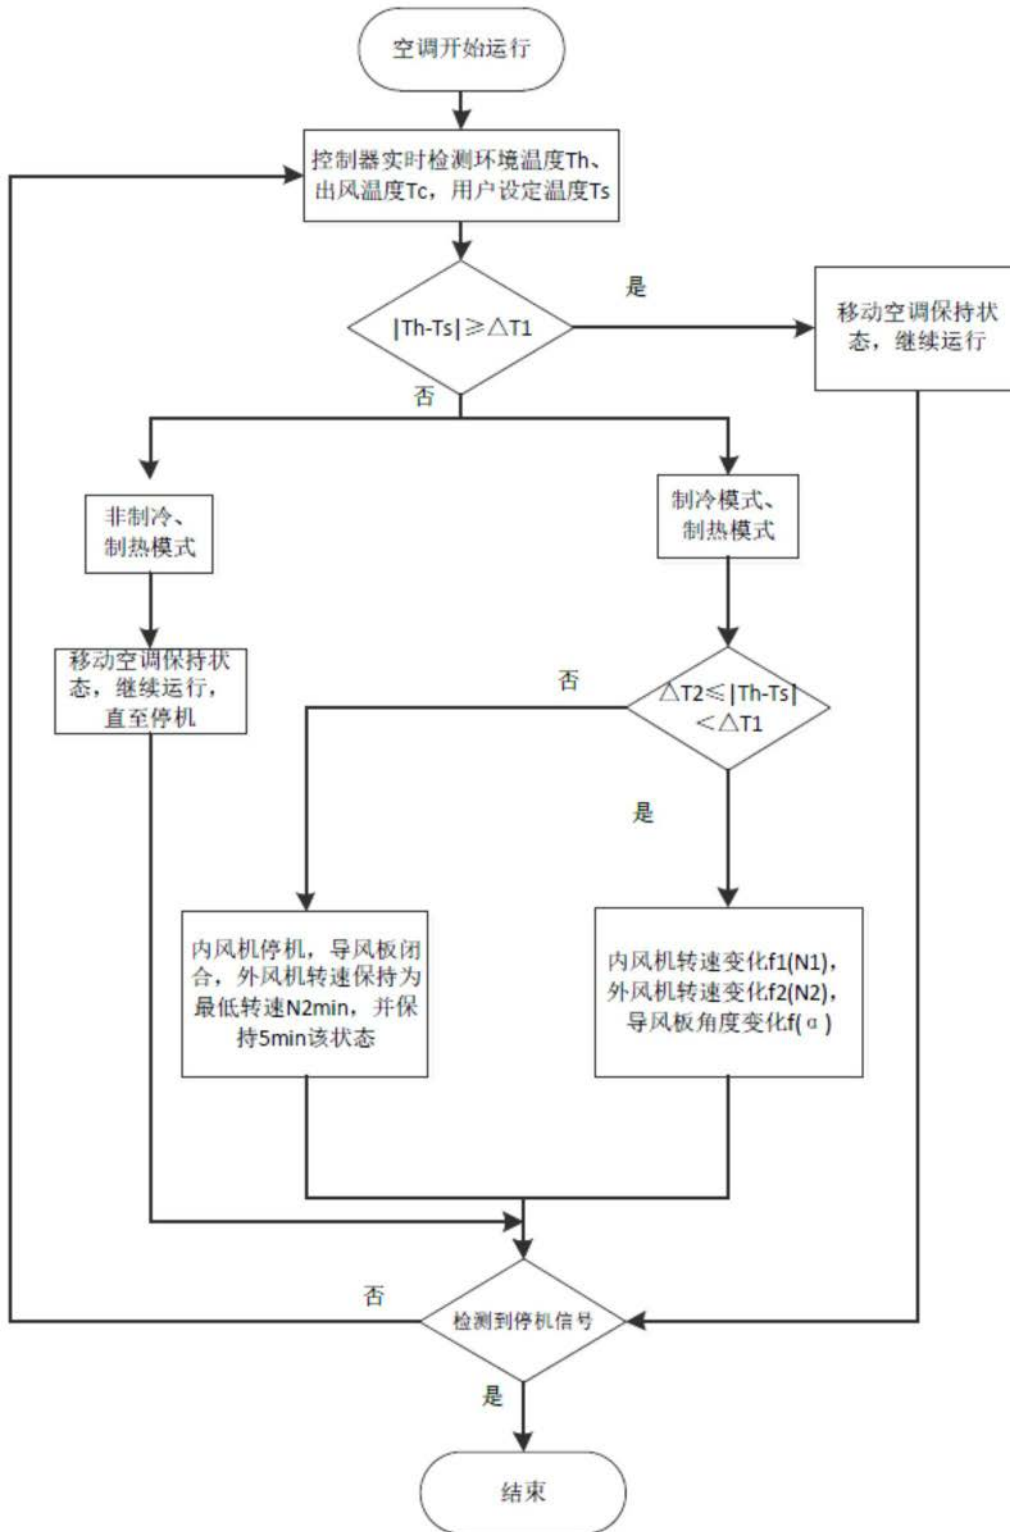 空调开始运行
控制器实时检测环境温度Th、
出风温度Tc，用户设定温度Ts
是
|Th-Ts|≥△T1
移动空调保持状
态，继续运行
否
非制冷、
制热模式
制冷模式、
制热模式
移动空调保持状
态，继续运行，
直至停机
否
△T2≤|Th-Ts|
＜△T1
是
内风机停机，导风板闭
合，外风机转速保持为
最低转速N2min，并保
持5min该状态
内风机转速变化f1(N1)，
外风机转速变化f2(N2)，
导风板角度变化f(α)
否
检测到停机信号
是
结束